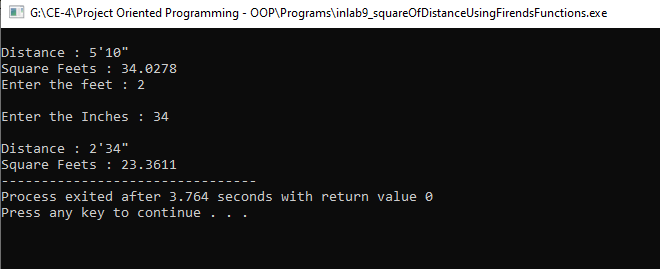 G:\CE-4\Project Oriented Programming - OOP\Programs\inlab9_squareOfDistanceUsingFirendsFunctions.exe
Distance : 5'10"
Square Feets : 34.0278
Enter the feet : 2
Enter the Inches : 34
Distance : 2'34"
Square Feets : 23.3611
--------------------------------
Process exited after 3.764 seconds with return value 0
Press any key to continue . . .